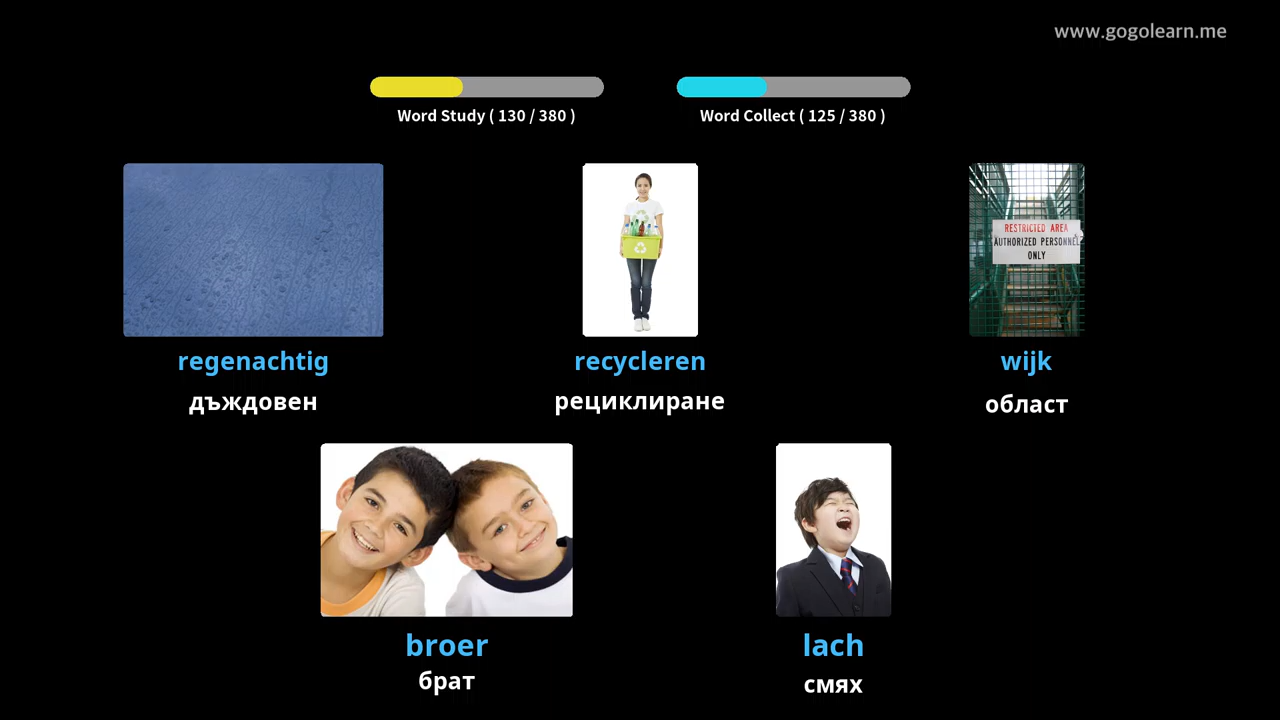 www.gogolearn.me
Word Study ( 130 / 380 )
Word Collect ( 125 / 380 )
RESTRICTED AREA
AUTHORIZED PERSONNEL
ONLY
regenachtig
дъждовен
recycleren
рециклиране
wijk
област
broer
брат
lach
смях